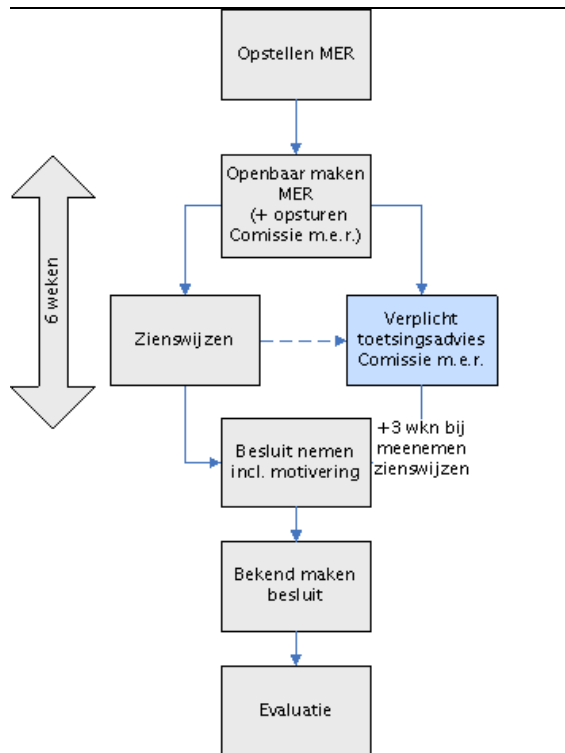 Opstellen MER
Openbaar maken
MER
(+ opsturen
Comissie m.e.r.)
6 weken
Zienswijzen
Verplicht
toetsingsadvies
Comissie m.e.r.
+3 wkn bij
meenemen
zienswijzen
Besluit nemen
incl. motivering
Bekend maken
besluit
Evaluatie